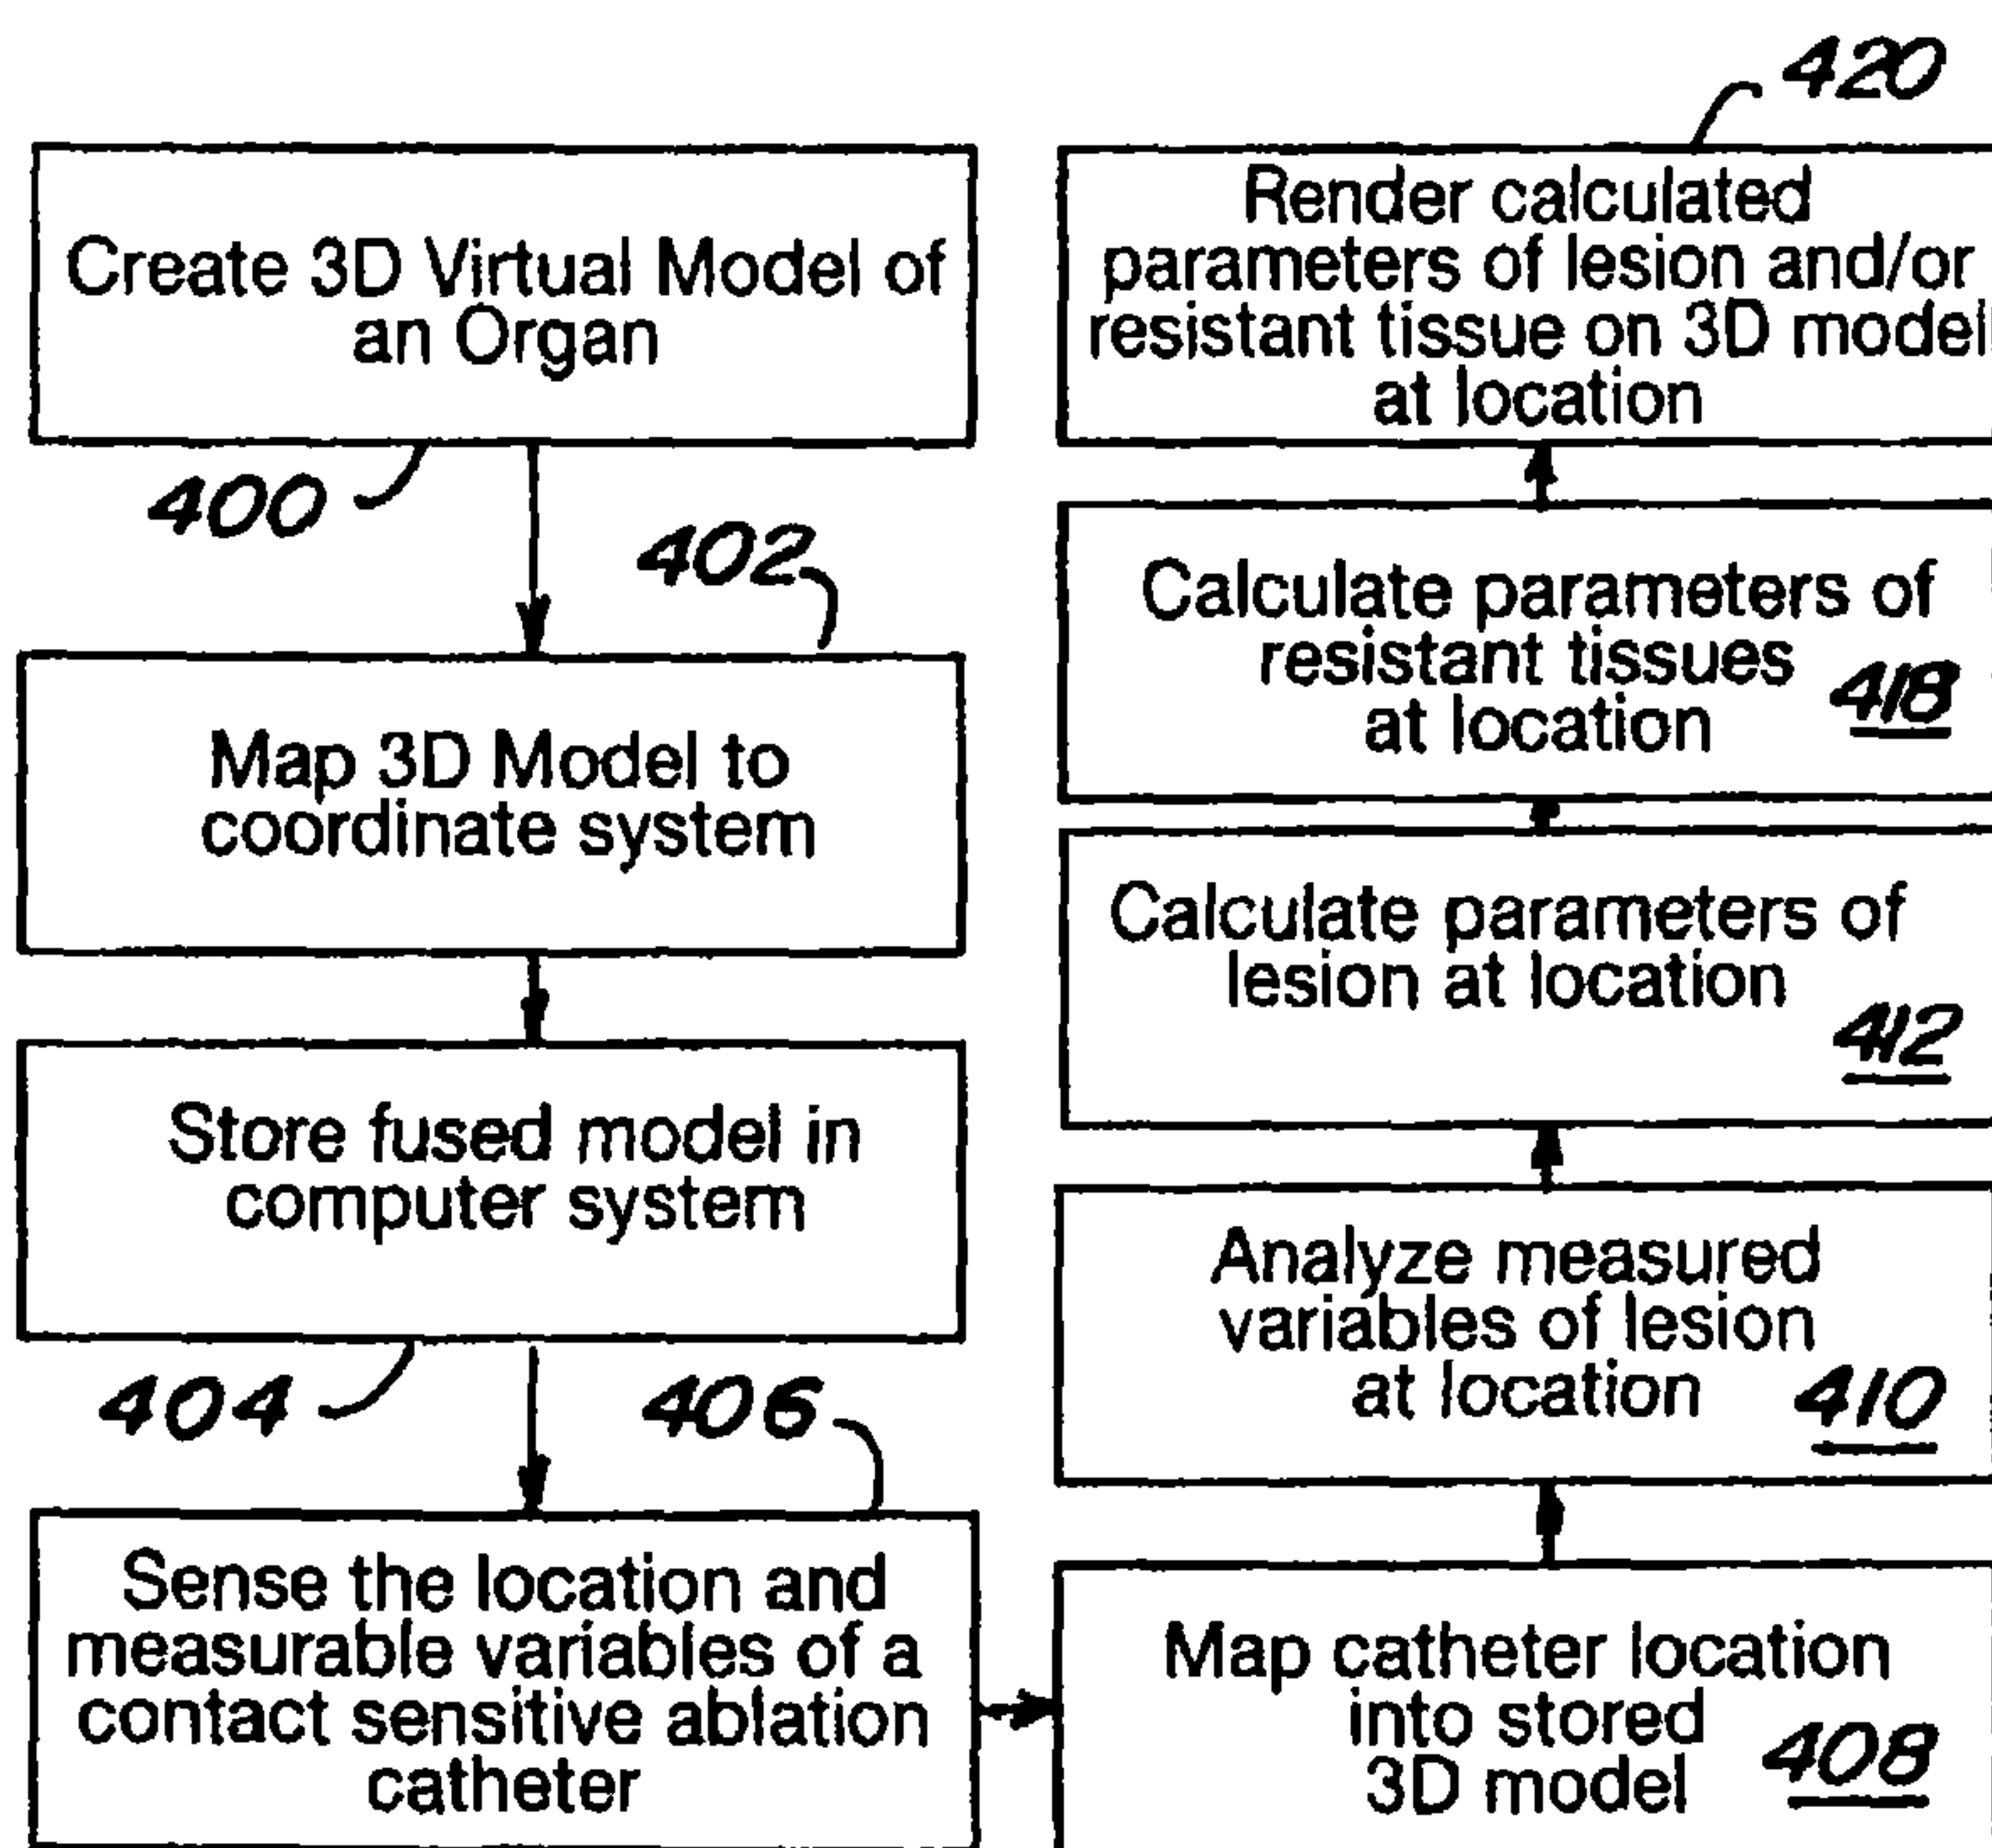 Create 3D Virtual Model of
an Organ
400
402
Map 3D Model to
coordinate system
Store fused model in
computer system
404
406
Sense the location and
measurable variables of a
contact sensitive ablation
catheter
Map catheter location
into stored
3D model
408
Analyze measured
variables of lesion
at location
410
Calculate parameters of
lesion at location
412
Calculate parameters of
resistant tissues
at location
418
420
Render calculated
parameters of lesion and/or
resistant tissue on 3D model
at location